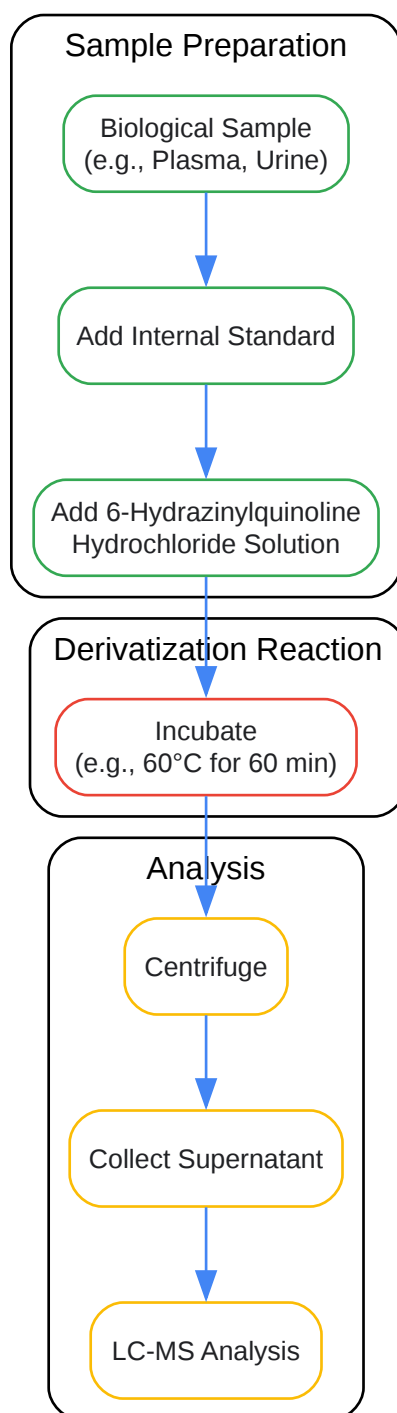 Sample Preparation
Biological Sample
(e.g., Plasma, Urine)
Add Internal Standard
Add 6-Hydrazinylquinoline
Hydrochloride Solution
Derivatization Reaction
Incubate
(e.g., 60°C for 60 min)
Analysis
Centrifuge
Collect Supernatant
LC-MS Analysis